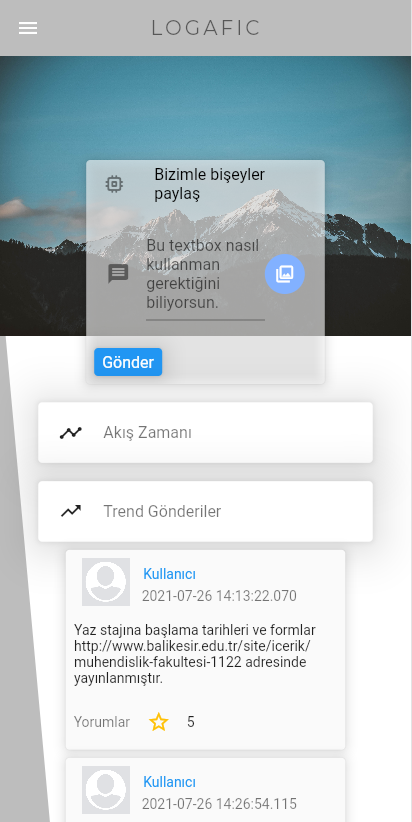 LOGAFIC
Bizimle bişeyler
paylaş
Bu textbox nasıl
kullanman
gerektiğini
biliyorsun.
Gönder
Akış Zamanı
Trend Gönderiler
Kullanıcı
2021-07-26 14:13:22.070
Yaz stajına başlama tarihleri ve formlar
http://www.balikesir.edu.tr/site/icerik/
muhendislik-fakultesi-1122 adresinde
yayınlanmıştır.
Yorumlar 5
Kullanıcı
2021-07-26 14:26:54.115